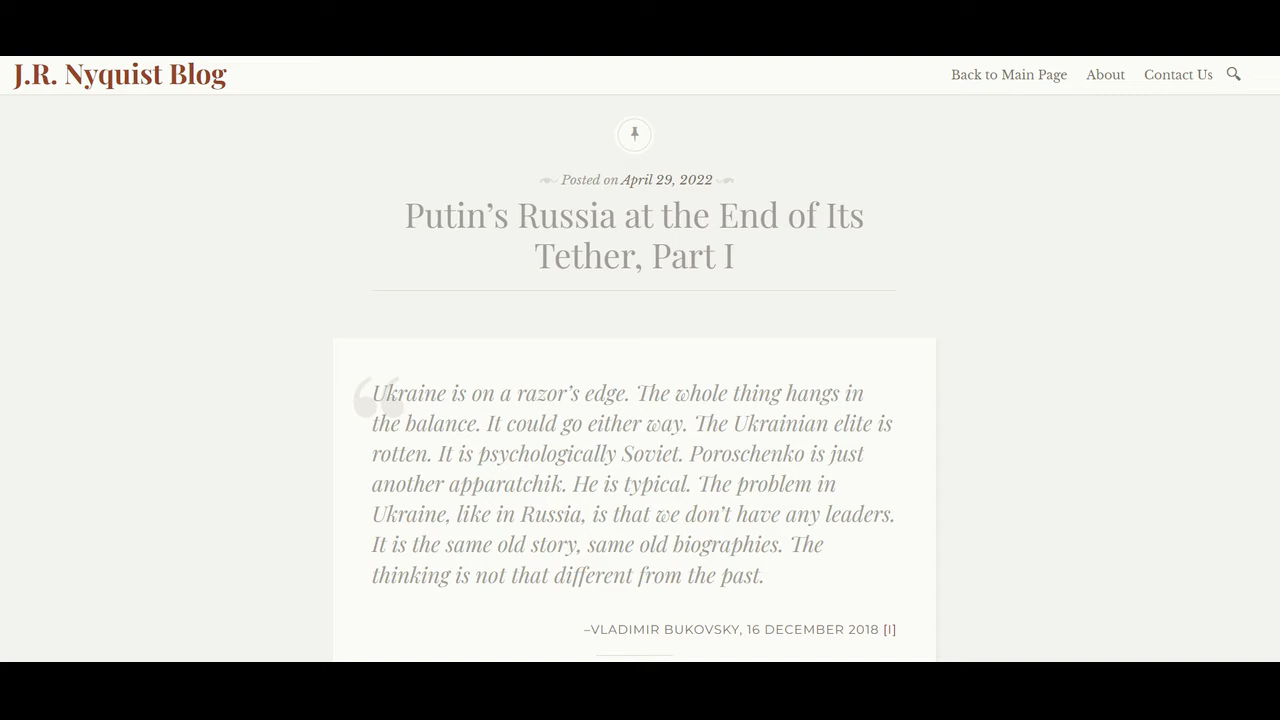 J.R. Nyquist Blog
Back to Main Page About Contact Us
Posted on April 29, 2022
Putin’s Russia at the End of Its
Tether, Part I
“
Ukraine is on a razor’s edge. The whole thing hangs in
the balance. It could go either way. The Ukrainian elite is
rotten. It is psychologically Soviet. Poroschenko is just
another apparatchik. He is typical. The problem in
Ukraine, like in Russia, is that we don’t have any leaders.
It is the same old story, same old biographies. The
thinking is not that different from the past.
–VLADIMIR BUKOVSKY, 16 DECEMBER 2018 [I]